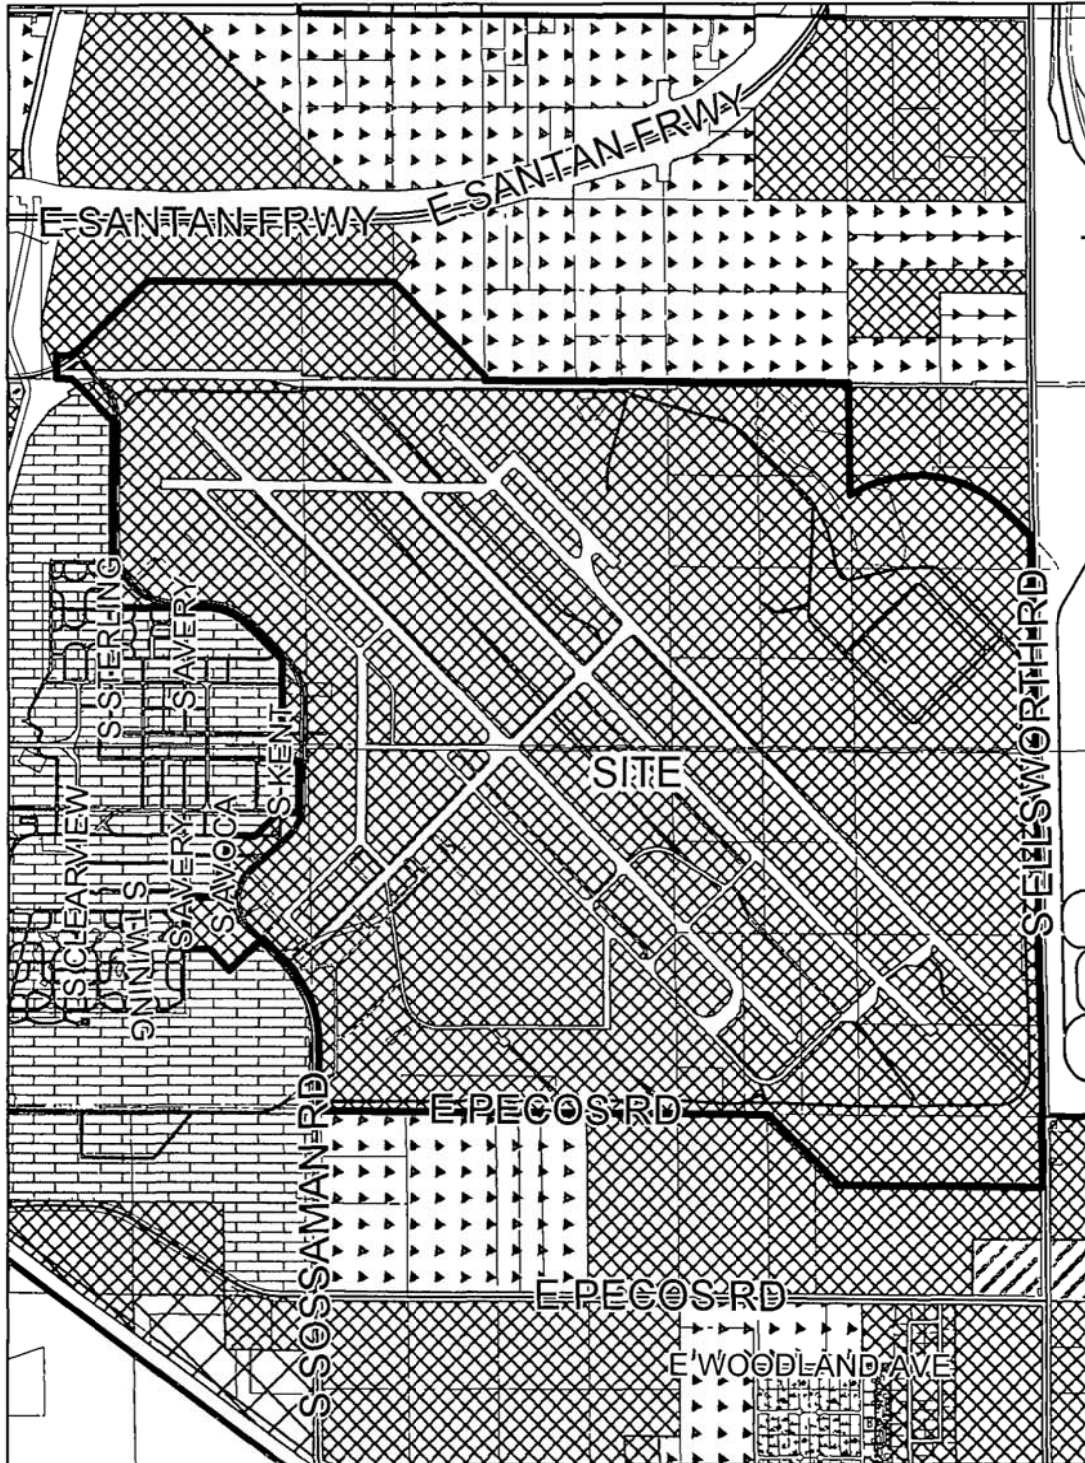 E SANTAN FRWY
E SANTAN FRWY
S STERLING
S AVERY
S ELLSWORTH RD
S KENT
SITE
S CLEARVIEW
S WINING
S AVERY
S AVOCA
S SOSSAMAN RD
E PECOS RD
E PECOS RD
E WOODLAND AVE